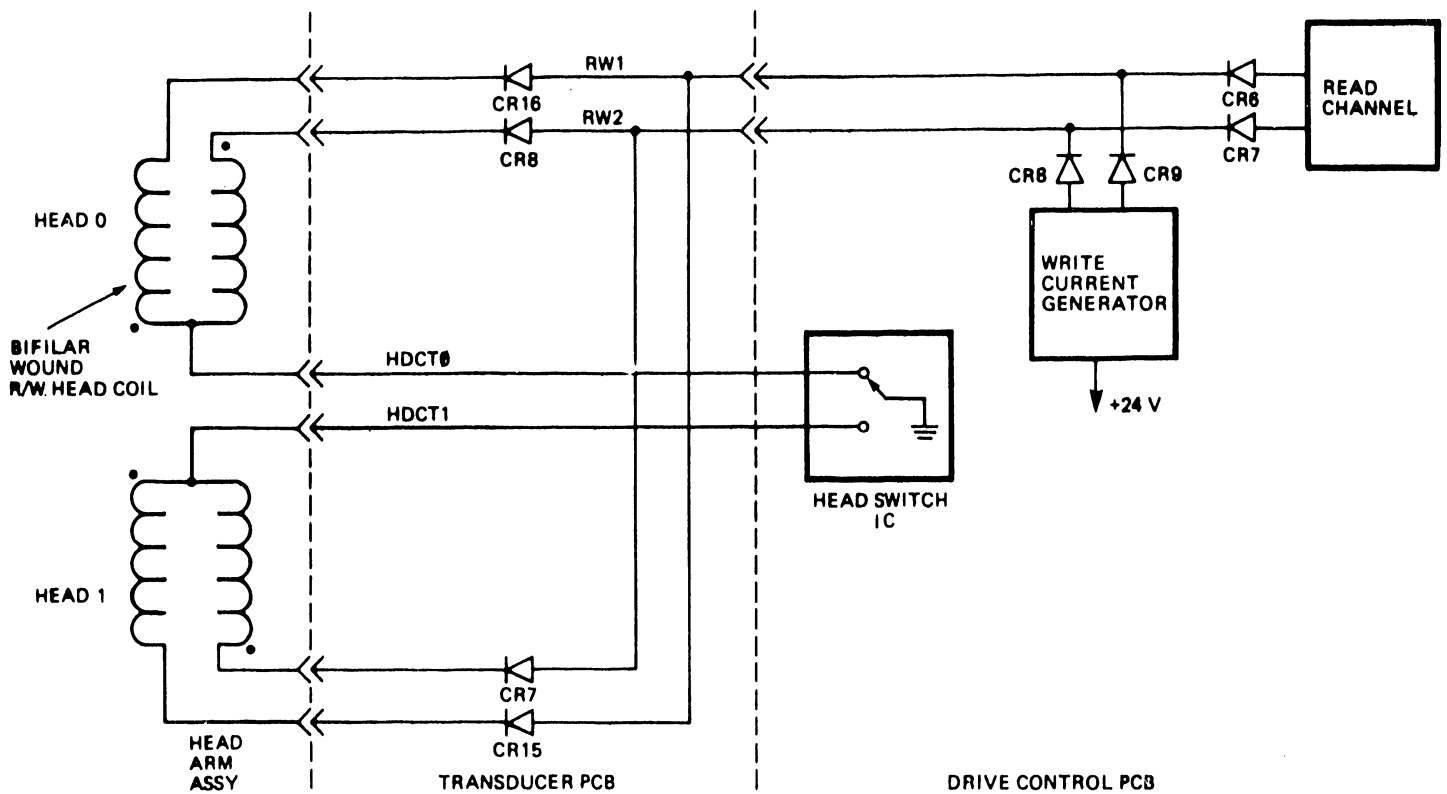 RW1
CR16
RW2
CR8
CR6
CR7
READ
CHANNEL
CR8
CR9
HEAD 0
WRITE
CURRENT
GENERATOR
BIFILAR
WOUND
R/W. HEAD COIL
HDCT0
HDCT1
+24 V
HEAD SWITCH
IC
HEAD 1
CR7
CR15
HEAD
ARM
ASSY
TRANSDUCER PCB
DRIVE CONTROL PCB